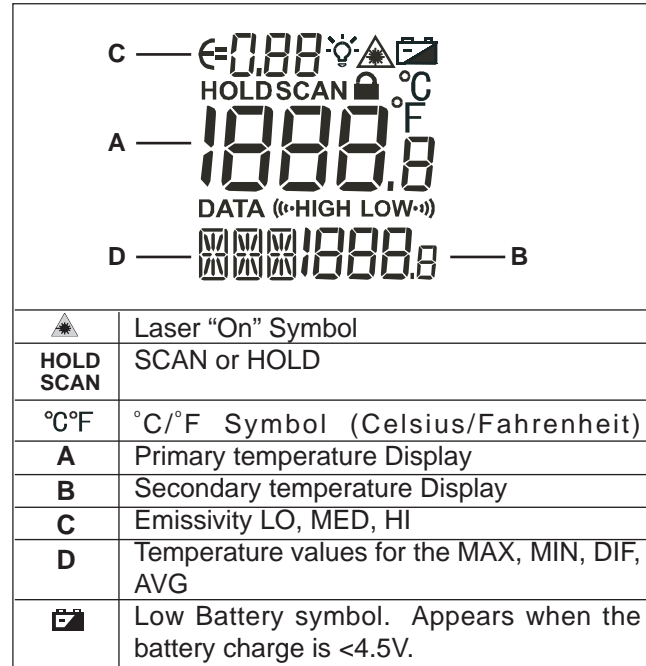 C €=0.88
HOLD SCAN °C
A 1888.8 °F
DATA HIGH LOW
D 1888.8 B
Laser “On” Symbol
HOLD SCAN or HOLD
SCAN
°C°F °C/°F Symbol (Celsius/Fahrenheit)
A Primary temperature Display
B Secondary temperature Display
C Emissivity LO, MED, HI
D Temperature values for the MAX, MIN, DIF,
AVG
Low Battery symbol. Appears when the
battery charge is <4.5V.